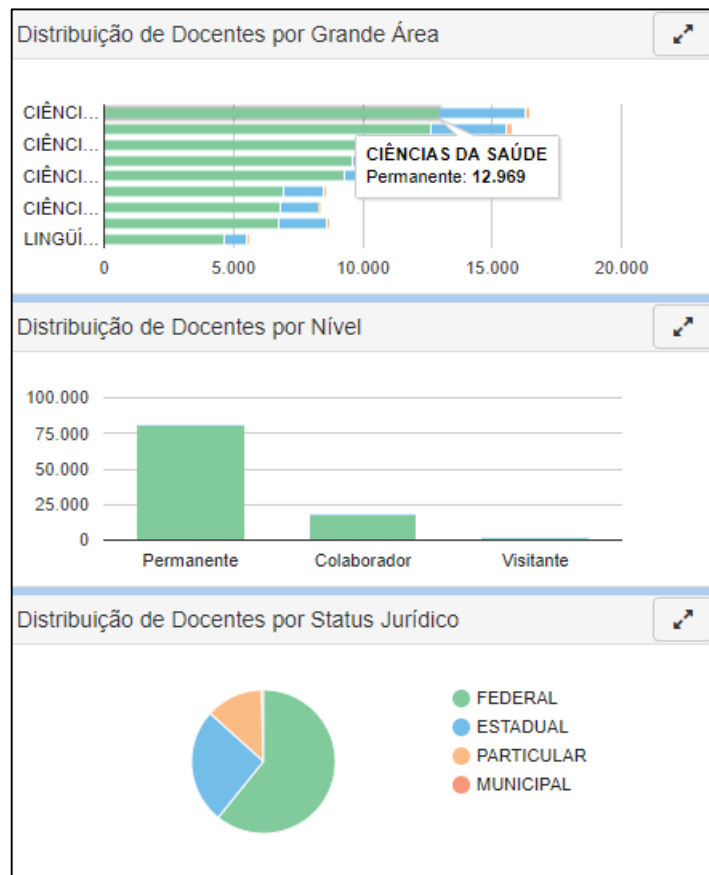 Distribuição de Docentes por Grande Área
CIÊNCI...
CIÊNCI...
CIÊNCI...
CIÊNCI...
LINGÜÍ...
CIÊNCIAS DA SAÚDE
Permanente: 12.969
0 5.000 10.000 15.000 20.000
Distribuição de Docentes por Nível
100.000
75.000
50.000
25.000
0
Permanente Colaborador Visitante
Distribuição de Docentes por Status Jurídico
FEDERAL
ESTADUAL
PARTICULAR
MUNICIPAL